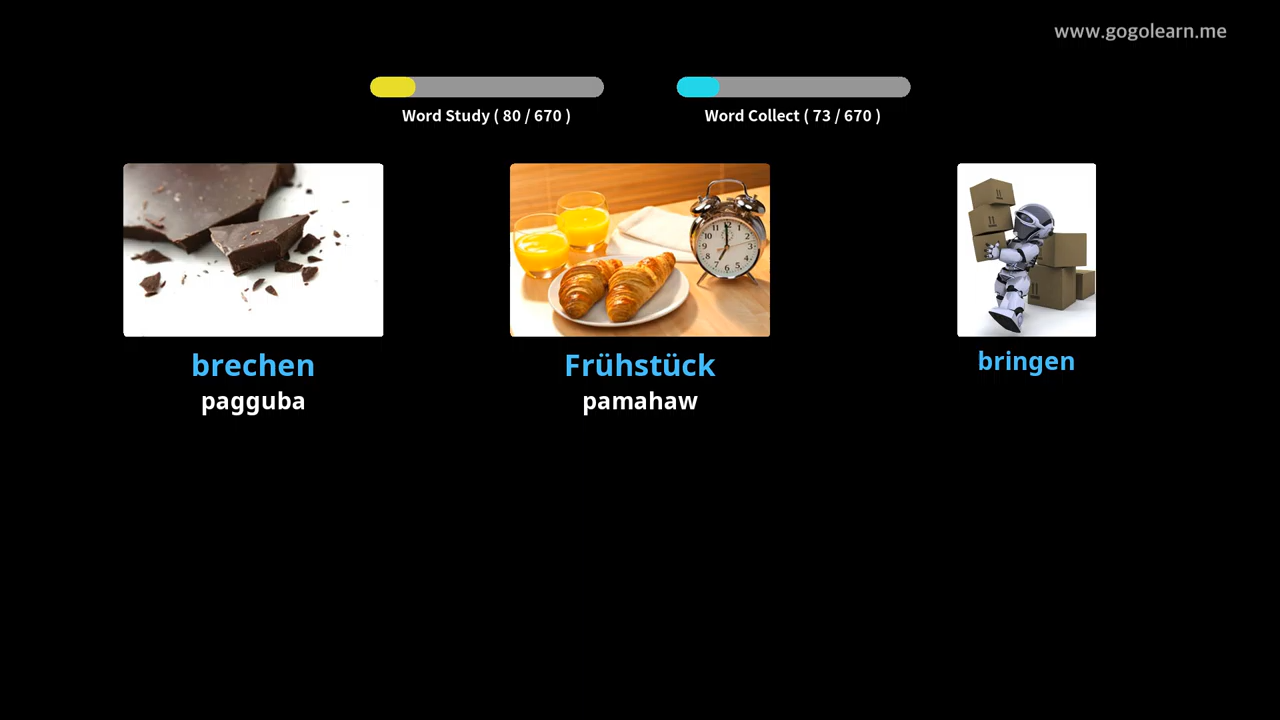 www.gogolearn.me
Word Study ( 80 / 670 )
Word Collect ( 73 / 670 )
brechen
pagguba
Frühstück
pamahaw
bringen